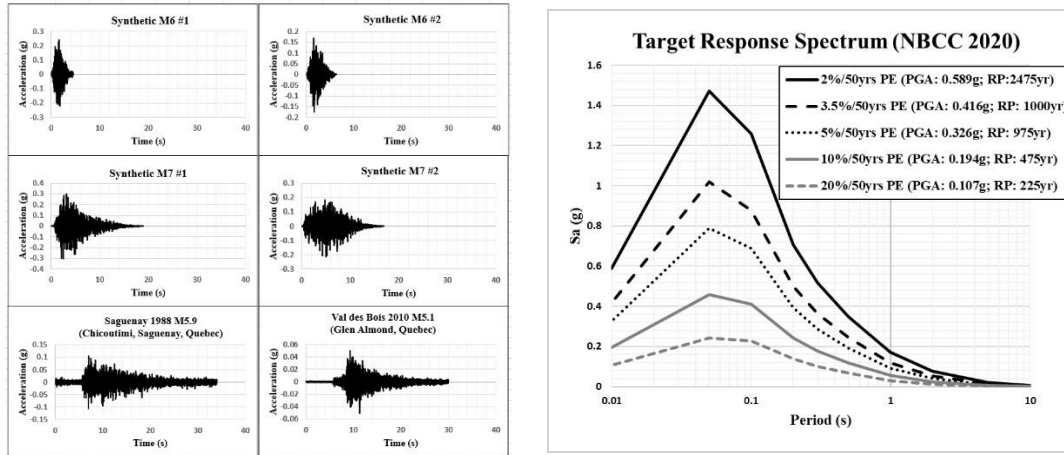 Synthetic M6 #1
0.3
0.2
0.1
0
-0.1
-0.2
-0.3
0 10 20 30 40
Acceleration (g)
Time (s)
Synthetic M6 #2
0.2
0.1
0
-0.1
-0.2
0 10 20 30 40
Acceleration (g)
Time (s)
Synthetic M7 #1
0.4
0.3
0.2
0.1
0
-0.1
-0.2
-0.3
-0.4
0 10 20 30 40
Acceleration (g)
Time (s)
Synthetic M7 #2
0.3
0.2
0.1
0
-0.1
-0.2
-0.3
0 10 20 30 40
Acceleration (g)
Time (s)
Saguenay 1988 M5.9
(Chicoutimi, Saguenay, Quebec)
0.15
0.1
0.05
0
-0.05
-0.1
-0.15
0 10 20 30 40
Acceleration (g)
Time (s)
Val des Bois 2010 M5.1
(Glen Almond, Quebec)
0.06
0.04
0.02
0
-0.02
-0.04
-0.06
0 10 20 30 40
Acceleration (g)
Time (s)
Target Response Spectrum (NBCC 2020)
1.6
1.4
1.2
1
0.8
0.6
0.4
0.2
0
Sa (g)
2%/50yrs PE (PGA: 0.589g; RP:2475yr)
3.5%/50yrs PE (PGA: 0.416g; RP: 1000yr)
5%/50yrs PE (PGA: 0.326g; RP: 975yr)
10%/50yrs PE (PGA: 0.194g; RP: 475yr)
20%/50yrs PE (PGA: 0.107g; RP: 225yr)
0.01 0.1 1 10
Period (s)